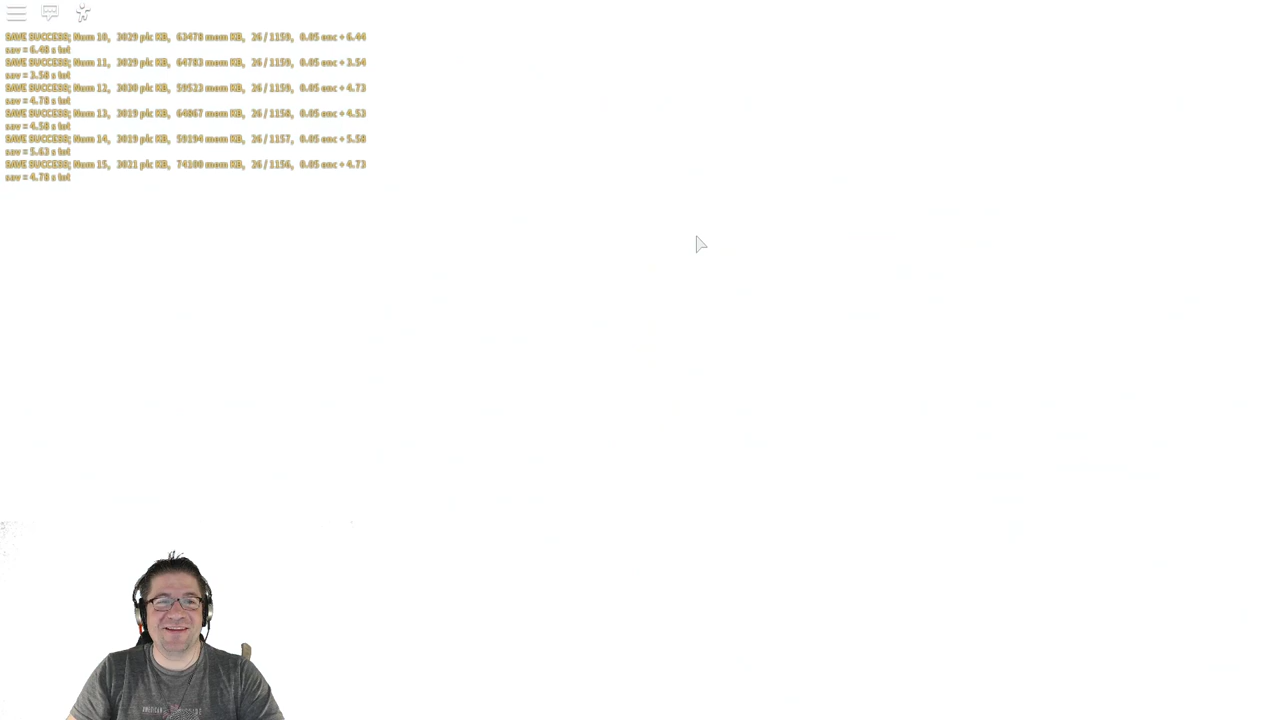 SAVE SUCCESS; Num 10, 3029 plc KB, 63478 mem KB, 26 / 1159, 0.05 enc + 6.44
sav = 6.48 s tot
SAVE SUCCESS; Num 11, 3029 plc KB, 64783 mem KB, 26 / 1159, 0.05 enc + 3.54
sav = 3.58 s tot
SAVE SUCCESS; Num 12, 3030 plc KB, 59523 mem KB, 26 / 1159, 0.05 enc + 4.73
sav = 4.78 s tot
SAVE SUCCESS; Num 13, 3019 plc KB, 64867 mem KB, 26 / 1158, 0.05 enc + 4.53
sav = 4.58 s tot
SAVE SUCCESS; Num 14, 3019 plc KB, 59194 mem KB, 26 / 1157, 0.05 enc + 5.58
sav = 5.63 s tot
SAVE SUCCESS; Num 15, 3021 plc KB, 74100 mem KB, 26 / 1156, 0.05 enc + 4.73
sav = 4.78 s tot
AMERICAN